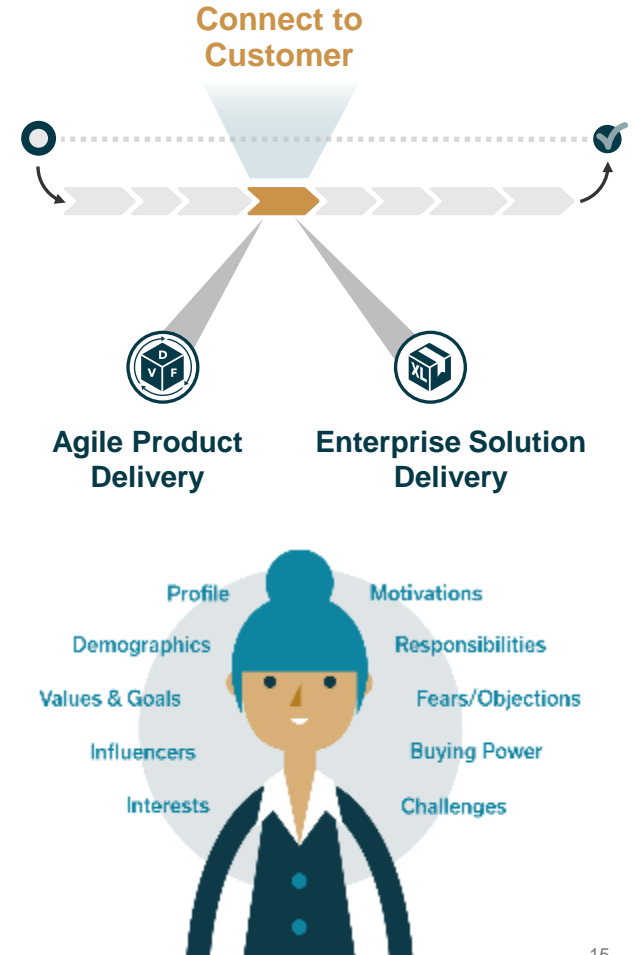 Connect to
Customer
D
V F
XL
Agile Product
Delivery
Enterprise Solution
Delivery
Profile
Motivations
Demographics
Responsibilities
Values & Goals
Fears/Objections
Influencers
Buying Power
Interests
Challenges
15